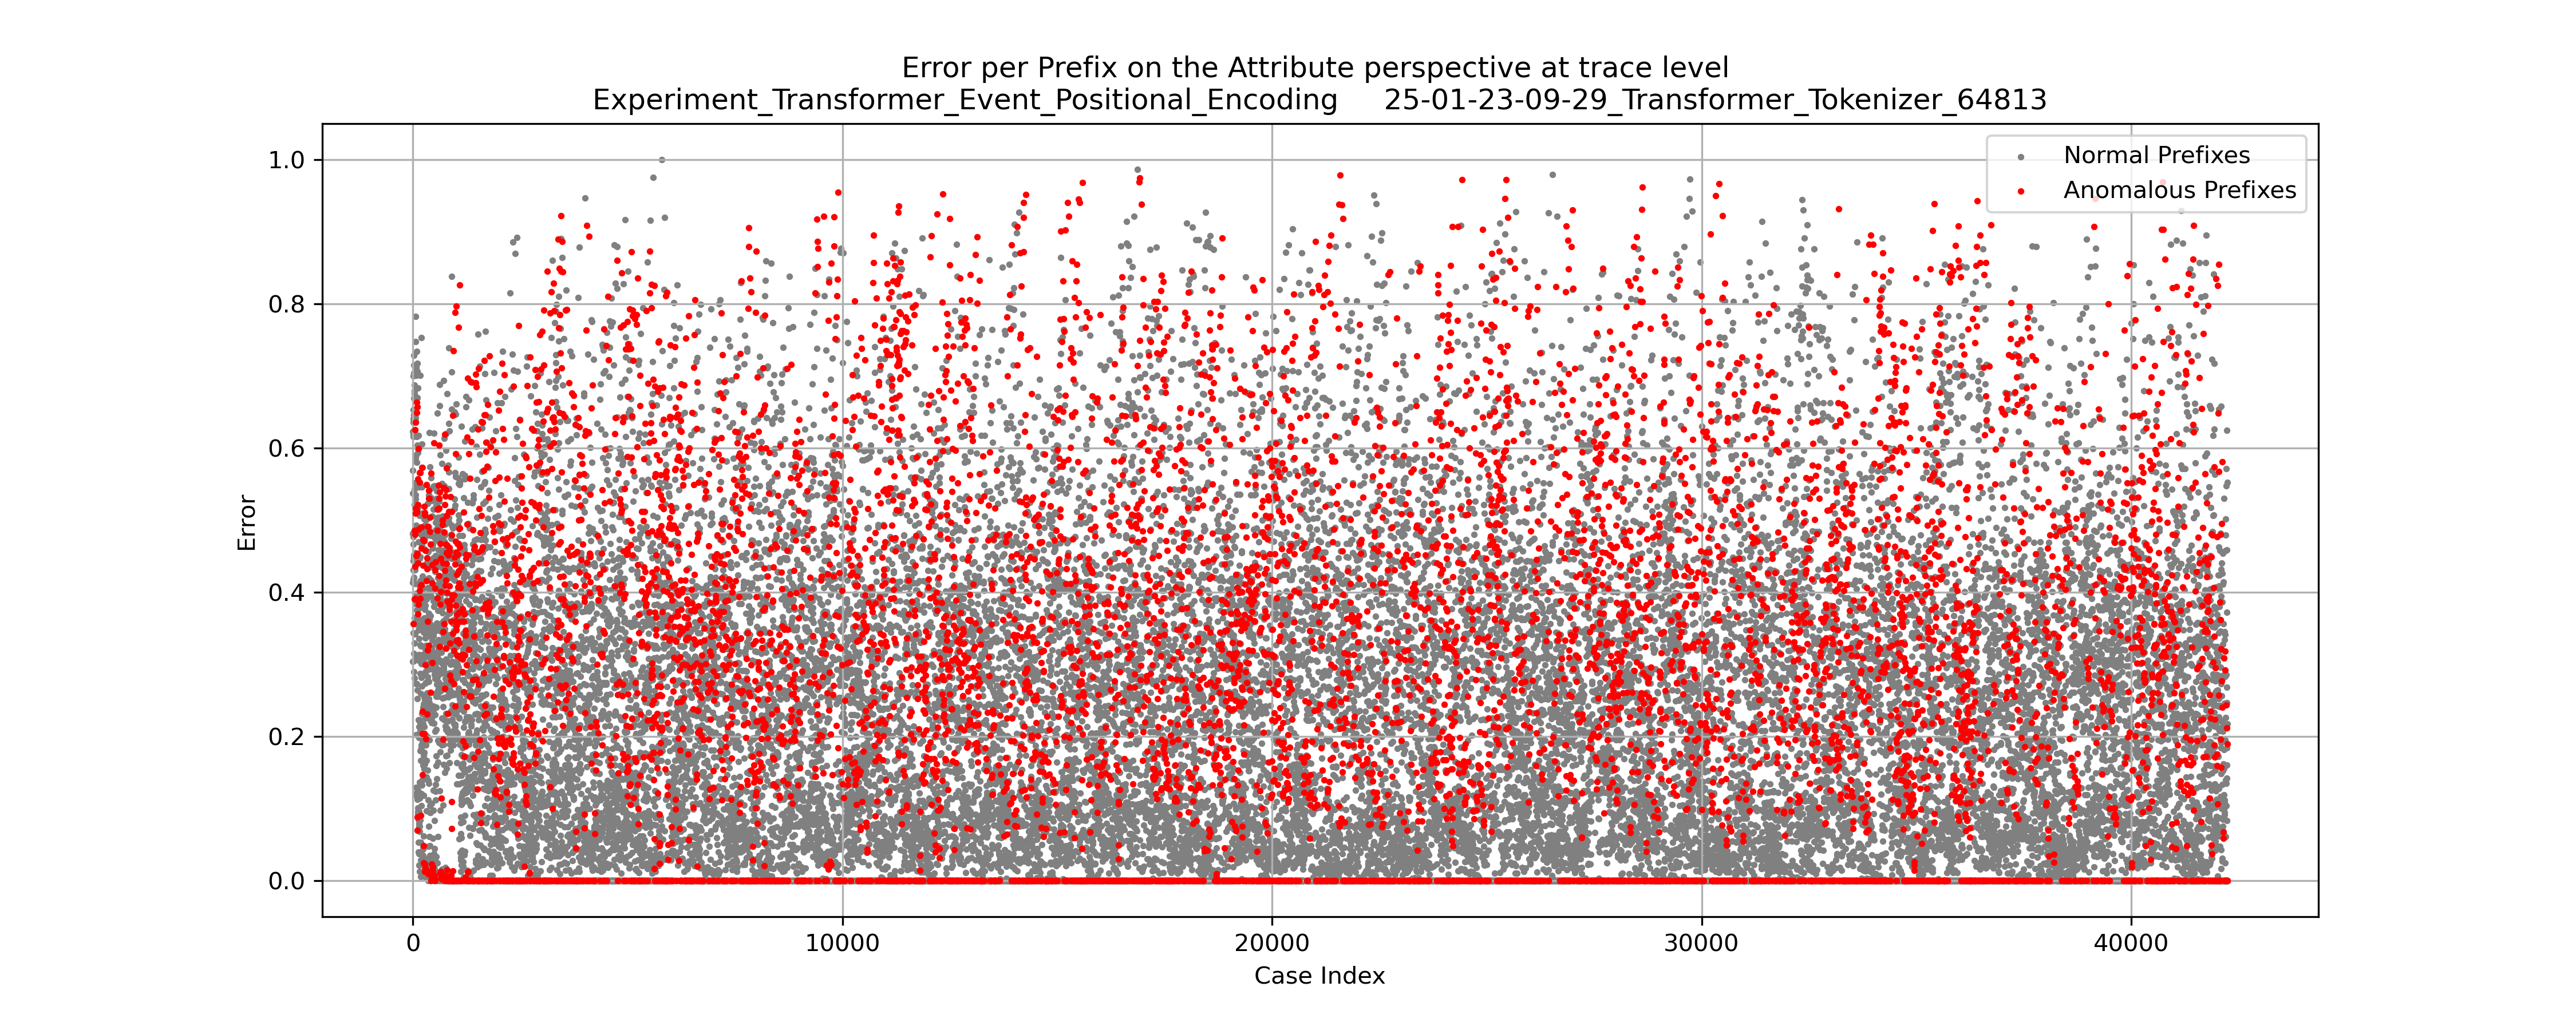 Error per Prefix on the Attribute perspective at trace level
Experiment_Transformer_Event_Positional_Encoding 25-01-23-09-29_Transformer_Tokenizer_64813
Normal Prefixes
Anomalous Prefixes
1.0
0.8
0.6
0.4
0.2
0.0
Error
0
10000
20000
30000
40000
Case Index